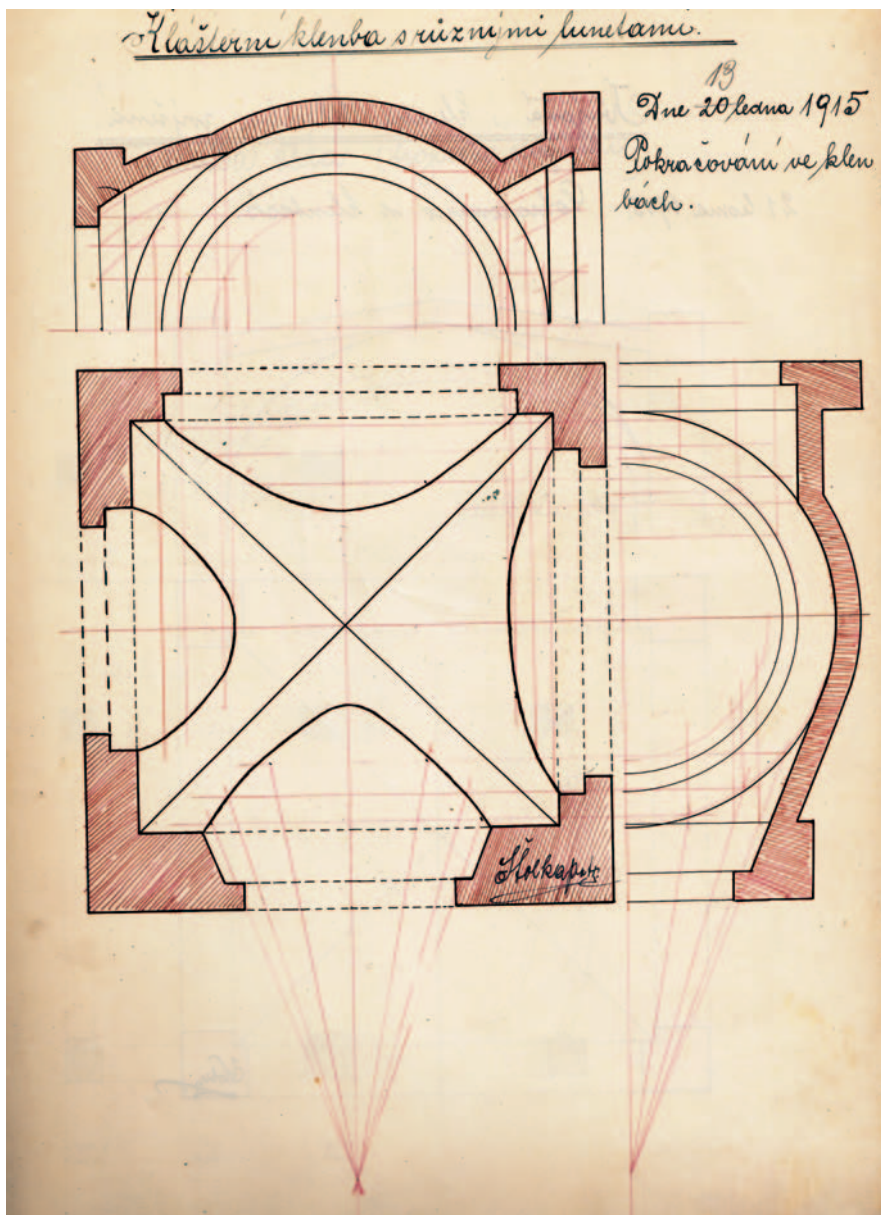 Klášterní klenba s různými lunetami.
13
Dne 20 ledna 1915
Pokračování ve klen
bách.